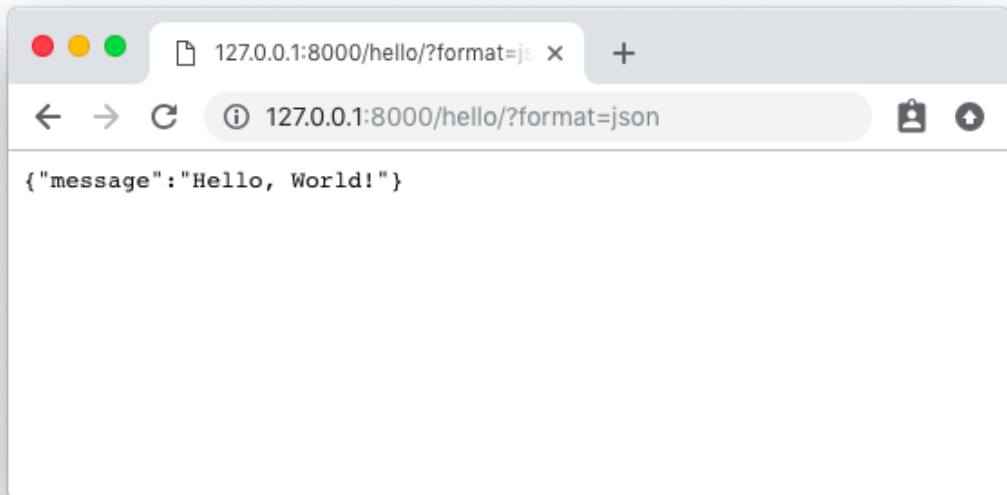 127.0.0.1:8000/hello/?format=js
127.0.0.1:8000/hello/?format=json
{"message":"Hello, World!"}